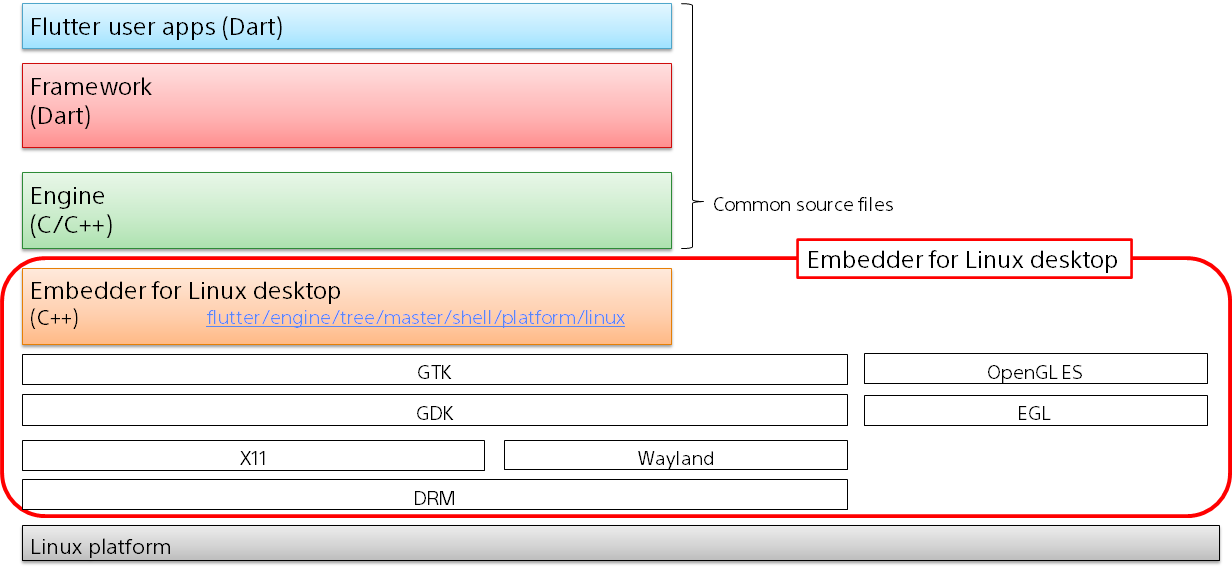 Flutter user apps (Dart)
Framework
(Dart)
Engine
(C/C++)
Common source files
Embedder for Linux desktop
Embedder for Linux desktop
(C++) flutter/engine/tree/master/shell/platform/linux
GTK
OpenGL ES
GDK
EGL
X11
Wayland
DRM
Linux platform